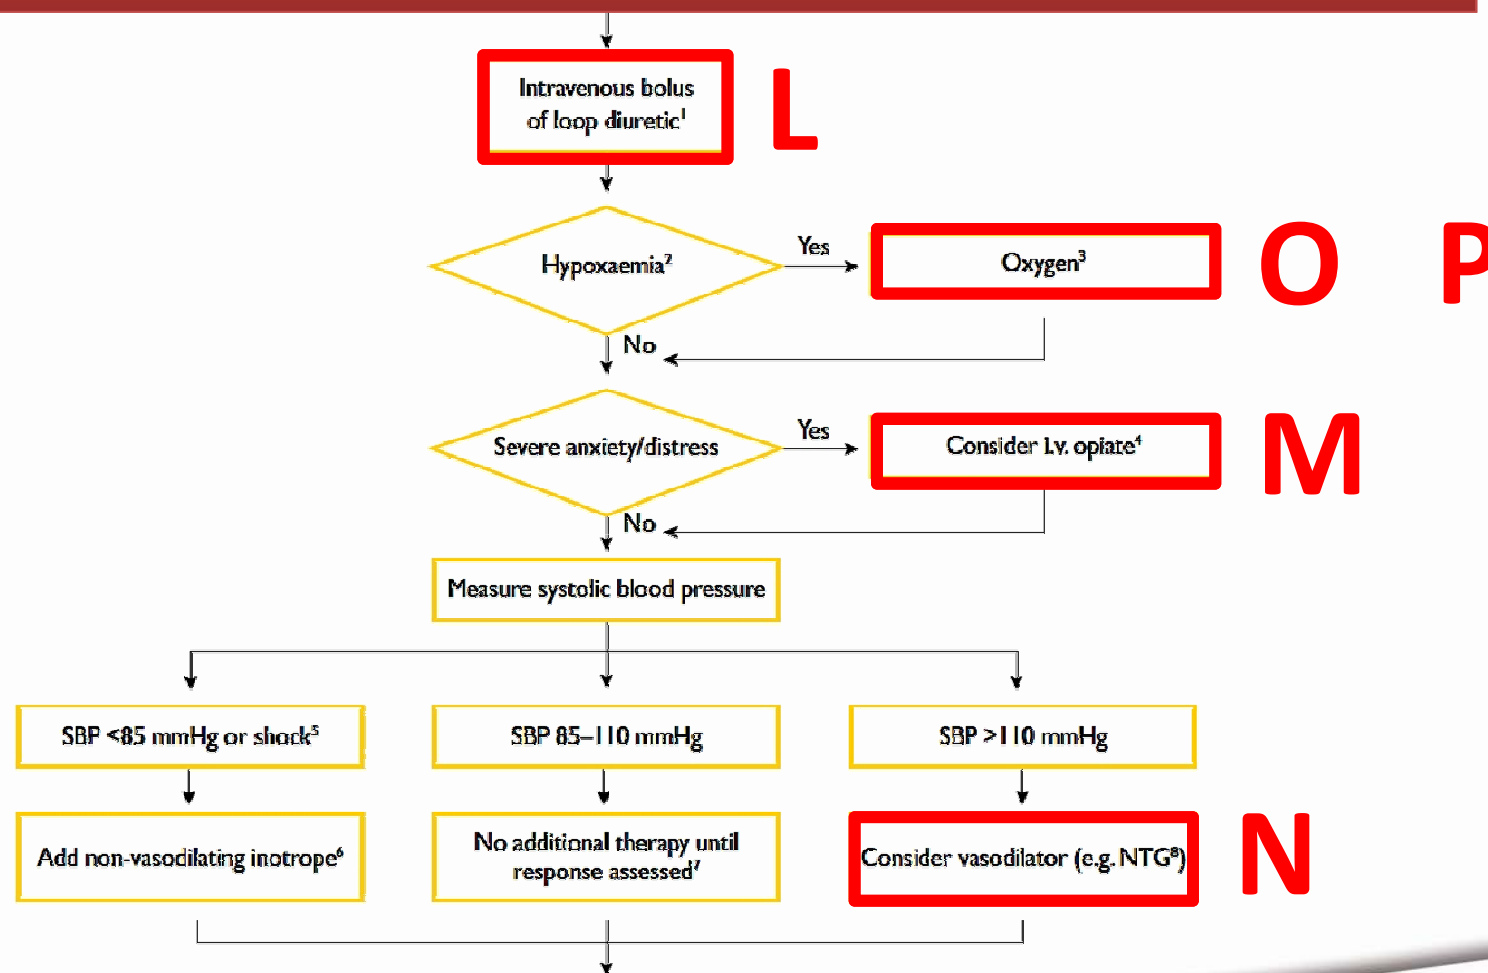 Intravenous bolus
of loop diuretic¹
L
Hypoxaemia²
Yes
Oxygen³
O P
No
Severe anxiety/distress
Yes
Consider i.v. opiate⁴
M
No
Measure systolic blood pressure
SBP <85 mmHg or shock⁵
SBP 85–110 mmHg
SBP >110 mmHg
Add non-vasodilating inotrope⁶
No additional therapy until
response assessed⁷
Consider vasodilator (e.g. NTG⁸)
N